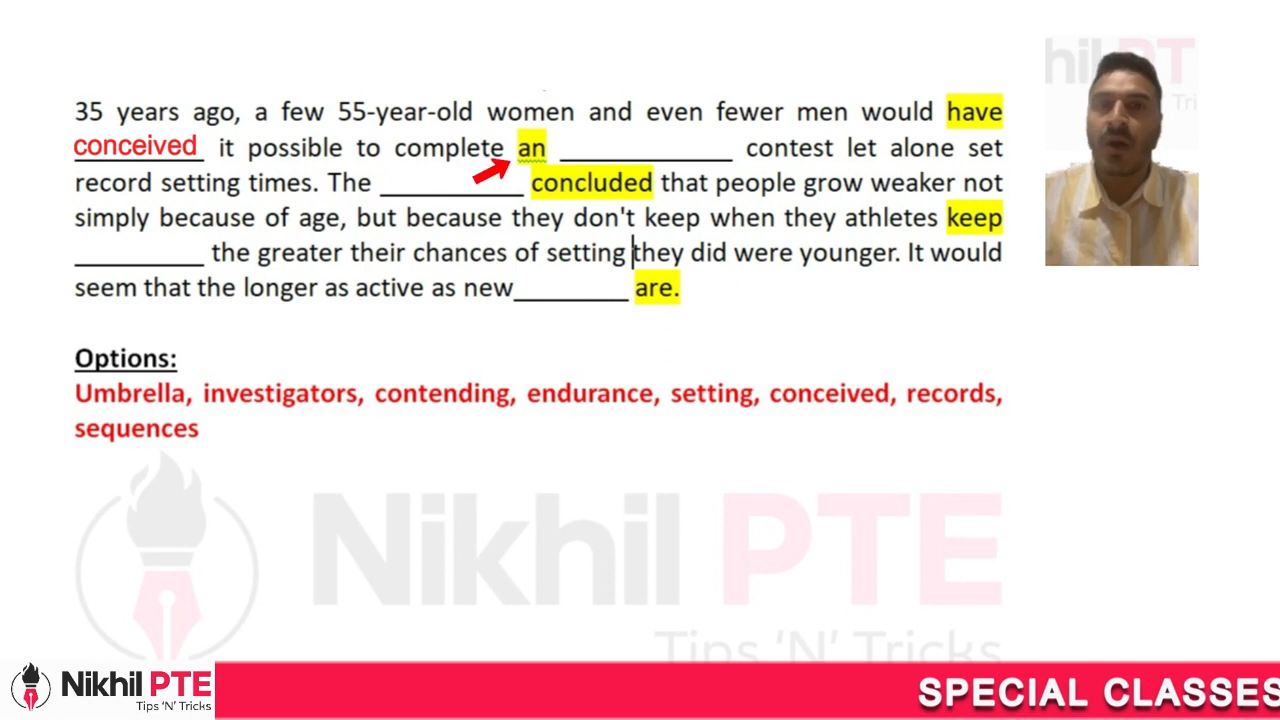 35 years ago, a few 55-year-old women and even fewer men would have
conceived it possible to complete an ____________ contest let alone set
record setting times. The __________ concluded that people grow weaker not
simply because of age, but because they don't keep when they athletes keep
_________ the greater their chances of setting they did were younger. It would
seem that the longer as active as new________ are.
Options:
Umbrella, investigators, contending, endurance, setting, conceived, records,
sequences
Nikhil PTE
Tips 'N' Tricks
Nikhil PTE
Tips 'N' Tricks
SPECIAL CLASSES